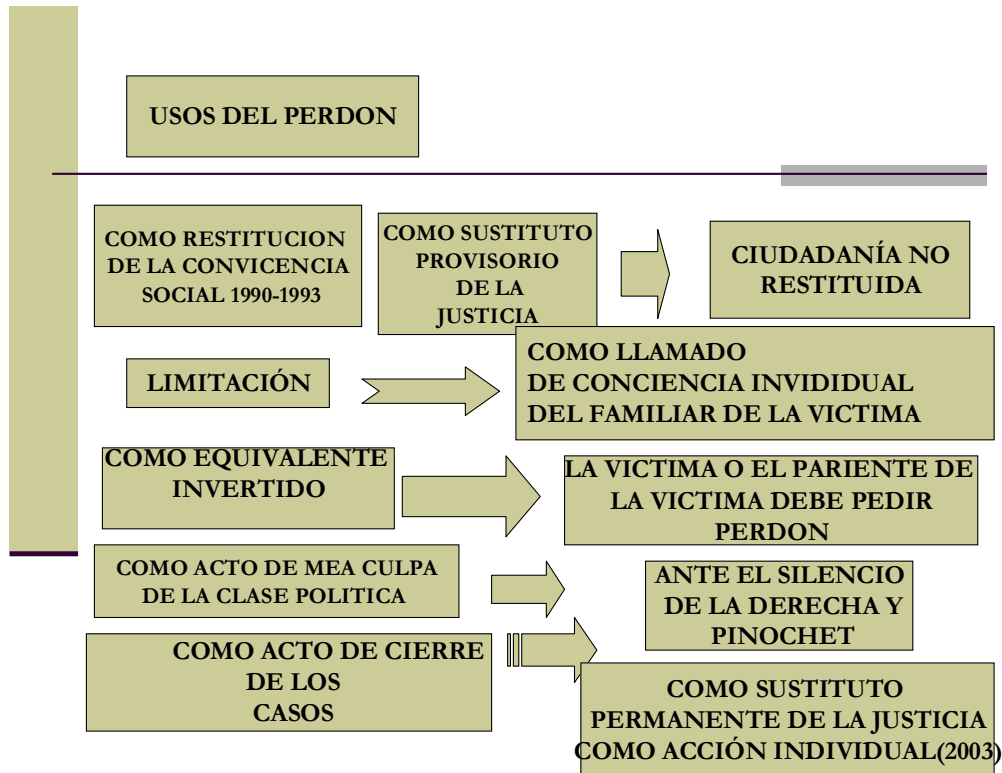 USOS DEL PERDON
COMO RESTITUCION
DE LA CONVICENCIA
SOCIAL 1990-1993
COMO SUSTITUTO
PROVISORIO
DE LA
JUSTICIA
CIUDADANÍA NO
RESTITUIDA
LIMITACIÓN
COMO LLAMADO
DE CONCIENCIA INVIDIDUAL
DEL FAMILIAR DE LA VICTIMA
COMO EQUIVALENTE
INVERTIDO
LA VICTIMA O EL PARIENTE DE
LA VICTIMA DEBE PEDIR
PERDON
COMO ACTO DE MEA CULPA
DE LA CLASE POLITICA
ANTE EL SILENCIO
DE LA DERECHA Y
PINOCHET
COMO ACTO DE CIERRE
DE LOS
CASOS
COMO SUSTITUTO
PERMANENTE DE LA JUSTICIA
COMO ACCIÓN INDIVIDUAL(2003)